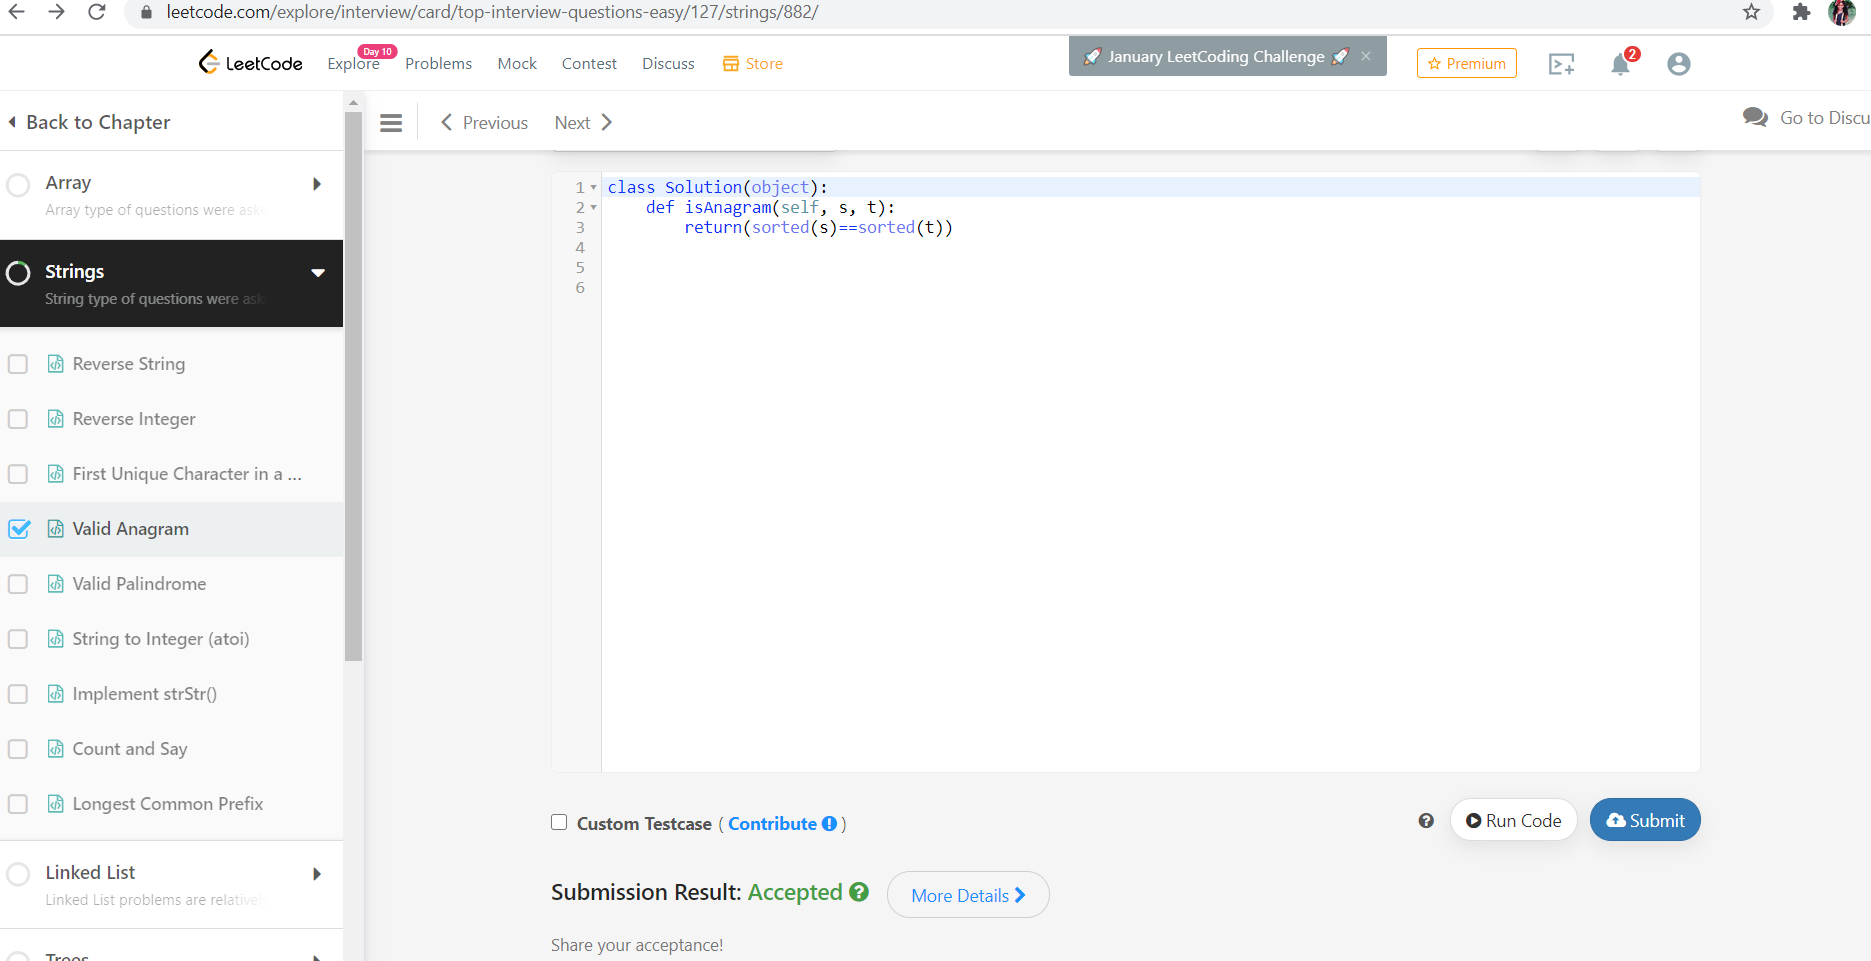 leetcode.com/explore/interview/card/top-interview-questions-easy/127/strings/882/
LeetCode
Explore
Day 10
Problems
Mock
Contest
Discuss
Store
🚀 January LeetCoding Challenge 🚀 ×
Premium
2
Back to Chapter
Previous
Next
Go to Discu
Array
Array type of questions were aske
Strings
String type of questions were ask
Reverse String
Reverse Integer
First Unique Character in a ...
Valid Anagram
Valid Palindrome
String to Integer (atoi)
Implement strStr()
Count and Say
Longest Common Prefix
Linked List
Linked List problems are relativel
Trees
1 class Solution(object):
2     def isAnagram(self, s, t):
3         return(sorted(s)==sorted(t))
4
5
6
Custom Testcase ( Contribute )
Run Code
Submit
Submission Result: Accepted
More Details
Share your acceptance!